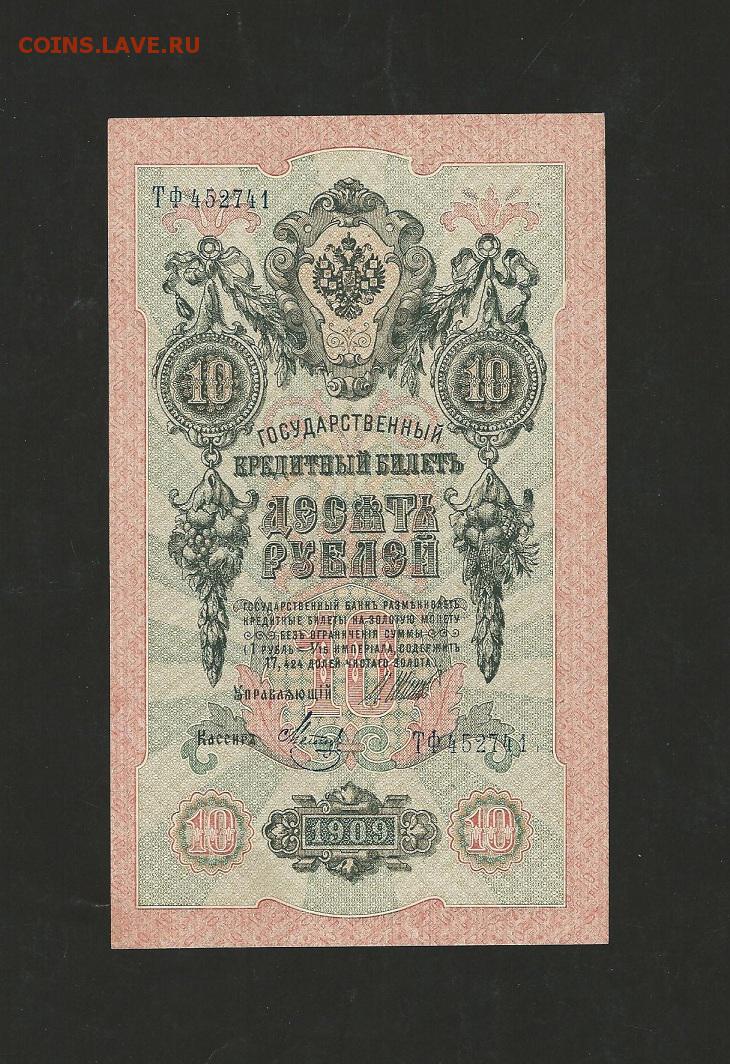 COINS.LAVE.RU
ТФ 452741
10 10
ГОСУДАРСТВЕННЫЙ
КРЕДИТНЫЙ БИЛЕТЪ
ДЕСЯТЬ
РУБЛЕЙ
ГОСУДАРСТВЕННЫЙ БАНКЪ РАЗМѢНИВАЕТЪ
КРЕДИТНЫЕ БИЛЕТЫ НА ЗОЛОТУЮ МОНЕТУ
БЕЗЪ ОГРАНИЧЕНІЯ СУММЫ
(1 РУБЛЬ = 1/15 ИМПЕРІАЛА, СОДЕРЖИТЪ
17,424 ДОЛЕЙ ЧИСТАГО ЗОЛОТА)
10
УПРАВЛЯЮЩІЙ
Кассиръ
ТФ 452741
10 1909 10